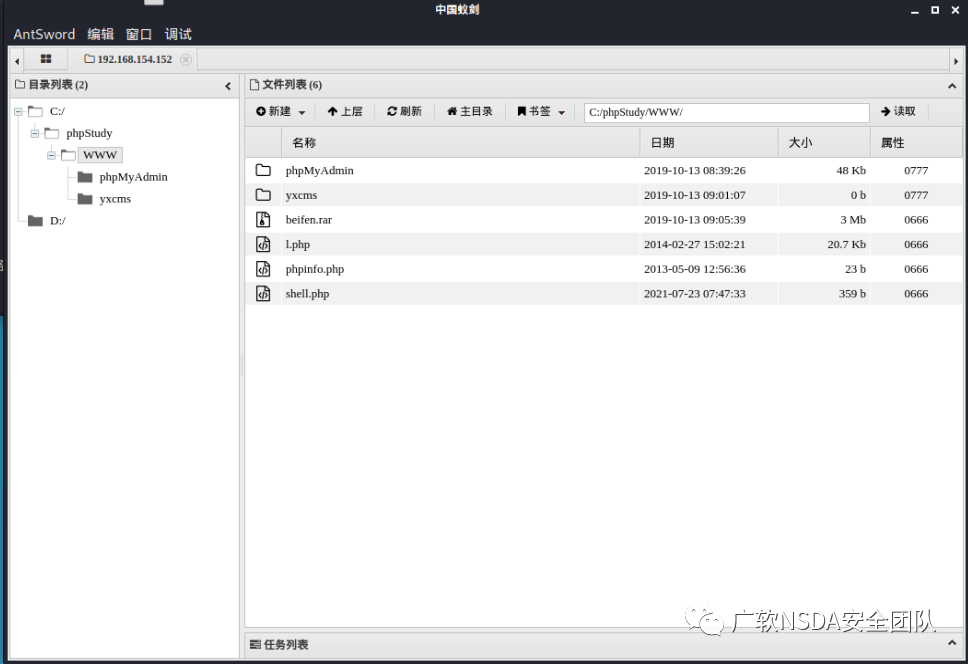 中国蚁剑
AntSword 编辑 窗口 调试
192.168.154.152
目录列表 (2)
C:/
phpStudy
WWW
phpMyAdmin
yxcms
D:/
文件列表 (6)
新建 上层 刷新 主目录 书签 C:/phpStudy/WWW/ 读取
名称 日期 大小 属性
phpMyAdmin 2019-10-13 08:39:26 48 Kb 0777
yxcms 2019-10-13 09:01:07 0 b 0777
beifen.rar 2019-10-13 09:05:39 3 Mb 0666
l.php 2014-02-27 15:02:21 20.7 Kb 0666
phpinfo.php 2013-05-09 12:56:36 23 b 0666
shell.php 2021-07-23 07:47:33 359 b 0666
广软NSDA安全团队
任务列表